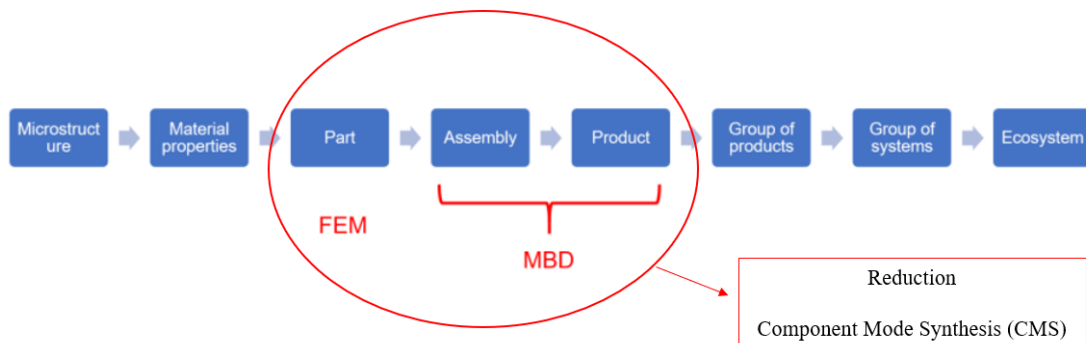 Microstruct
ure
Material
properties
Part
Assembly
Product
Group of
products
Group of
systems
Ecosystem
FEM
MBD
Reduction
Component Mode Synthesis (CMS)